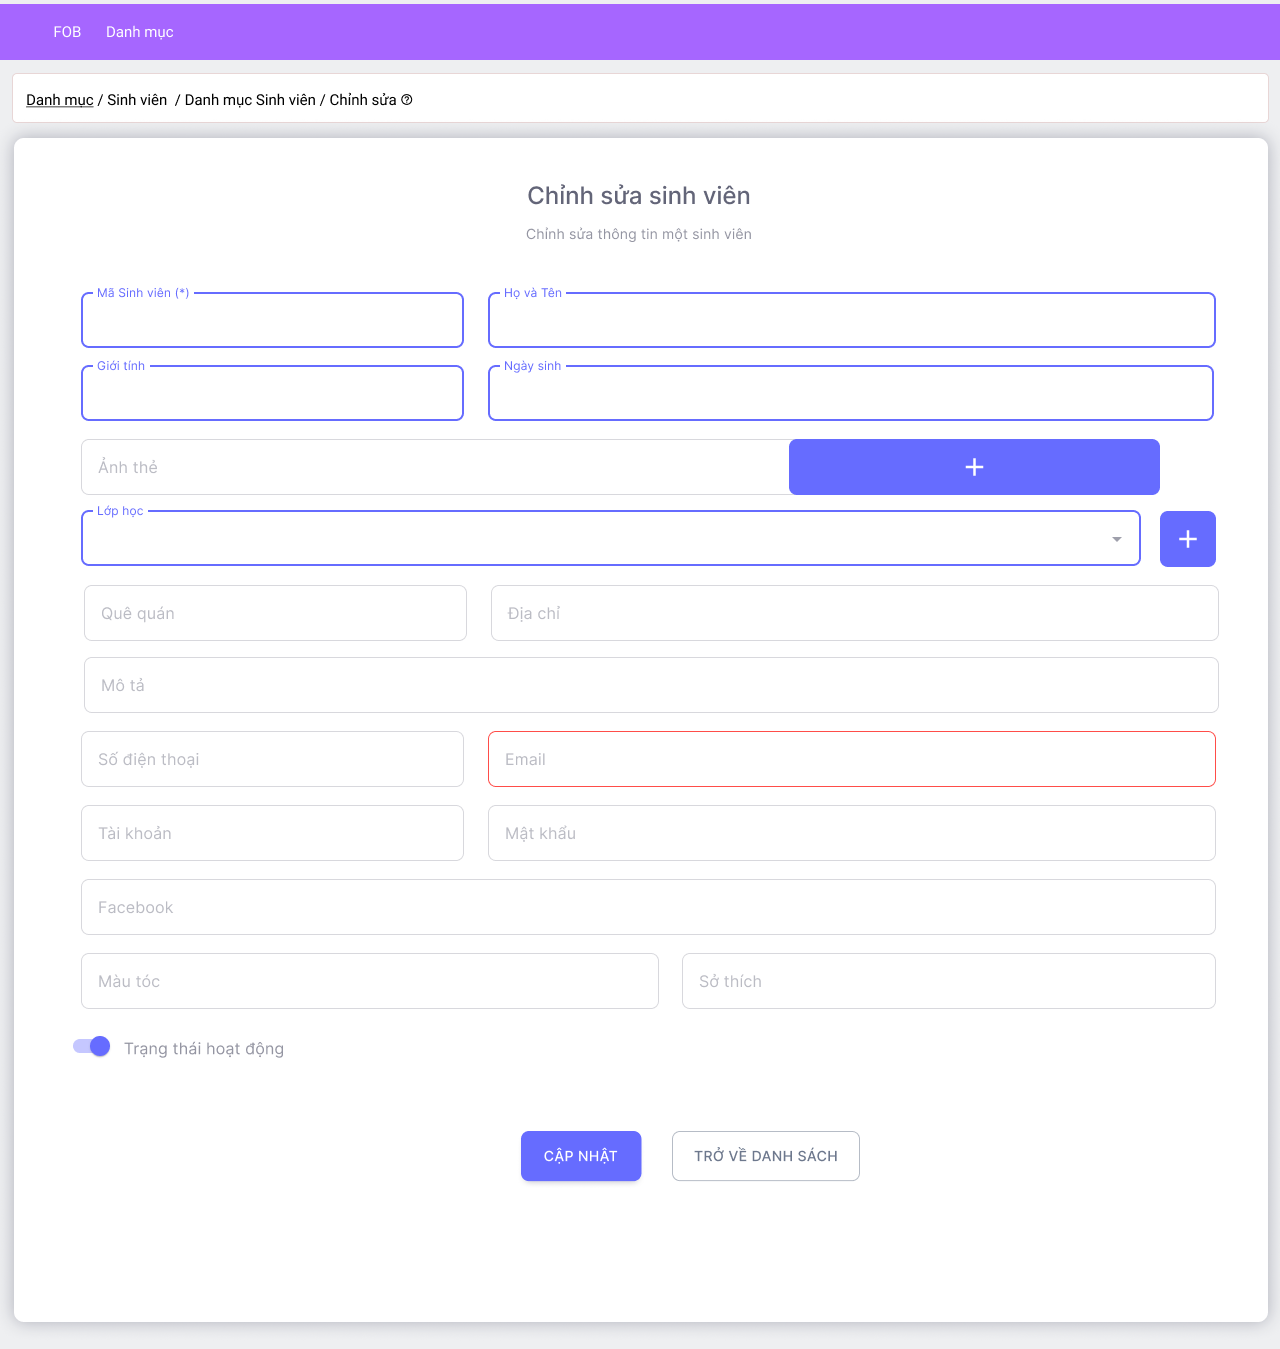 FOB Danh mục
Danh mục / Sinh viên / Danh mục Sinh viên / Chỉnh sửa
Chỉnh sửa sinh viên
Chỉnh sửa thông tin một sinh viên
Mã Sinh viên (*) Họ và Tên
Giới tính Ngày sinh
Ảnh thẻ
Lớp học
Quê quán Địa chỉ
Mô tả
Số điện thoại Email
Tài khoản Mật khẩu
Facebook
Màu tóc Sở thích
Trạng thái hoạt động
CẬP NHẬT TRỞ VỀ DANH SÁCH